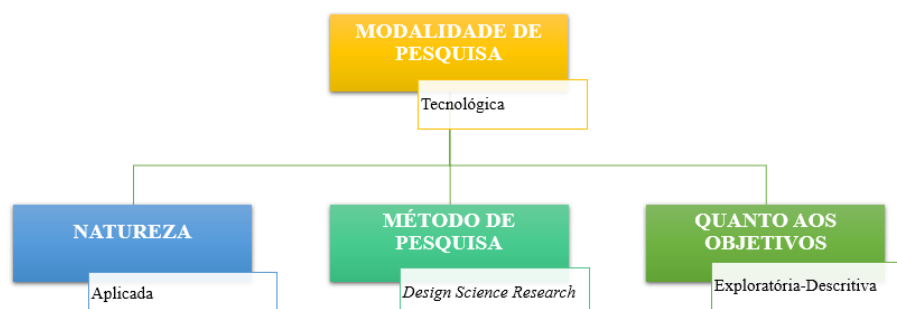 MODALIDADE DE
PESQUISA
Tecnológica
NATUREZA
Aplicada
MÉTODO DE
PESQUISA
Design Science Research
QUANTO AOS
OBJETIVOS
Exploratória-Descritiva